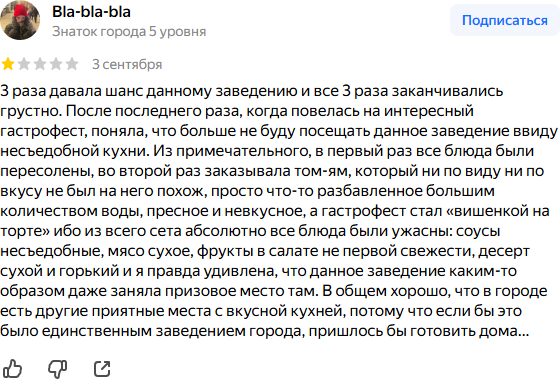 Bla-bla-bla
Знаток города 5 уровня
Подписаться
3 сентября
3 раза давала шанс данному заведению и все 3 раза заканчивались
грустно. После последнего раза, когда повелась на интересный
гастрофест, поняла, что больше не буду посещать данное заведение ввиду
несъедобной кухни. Из примечательного, в первый раз все блюда были
пересолены, во второй раз заказывала том-ям, который ни по виду ни по
вкусу не был на него похож, просто что-то разбавленное большим
количеством воды, пресное и невкусное, а гастрофест стал «вишенкой на
торте» ибо из всего сета абсолютно все блюда были ужасны: соусы
несъедобные, мясо сухое, фрукты в салате не первой свежести, десерт
сухой и горький и я правда удивлена, что данное заведение каким-то
образом даже заняла призовое место там. В общем хорошо, что в городе
есть другие приятные места с вкусной кухней, потому что если бы это
было единственным заведением города, пришлось бы готовить дома...